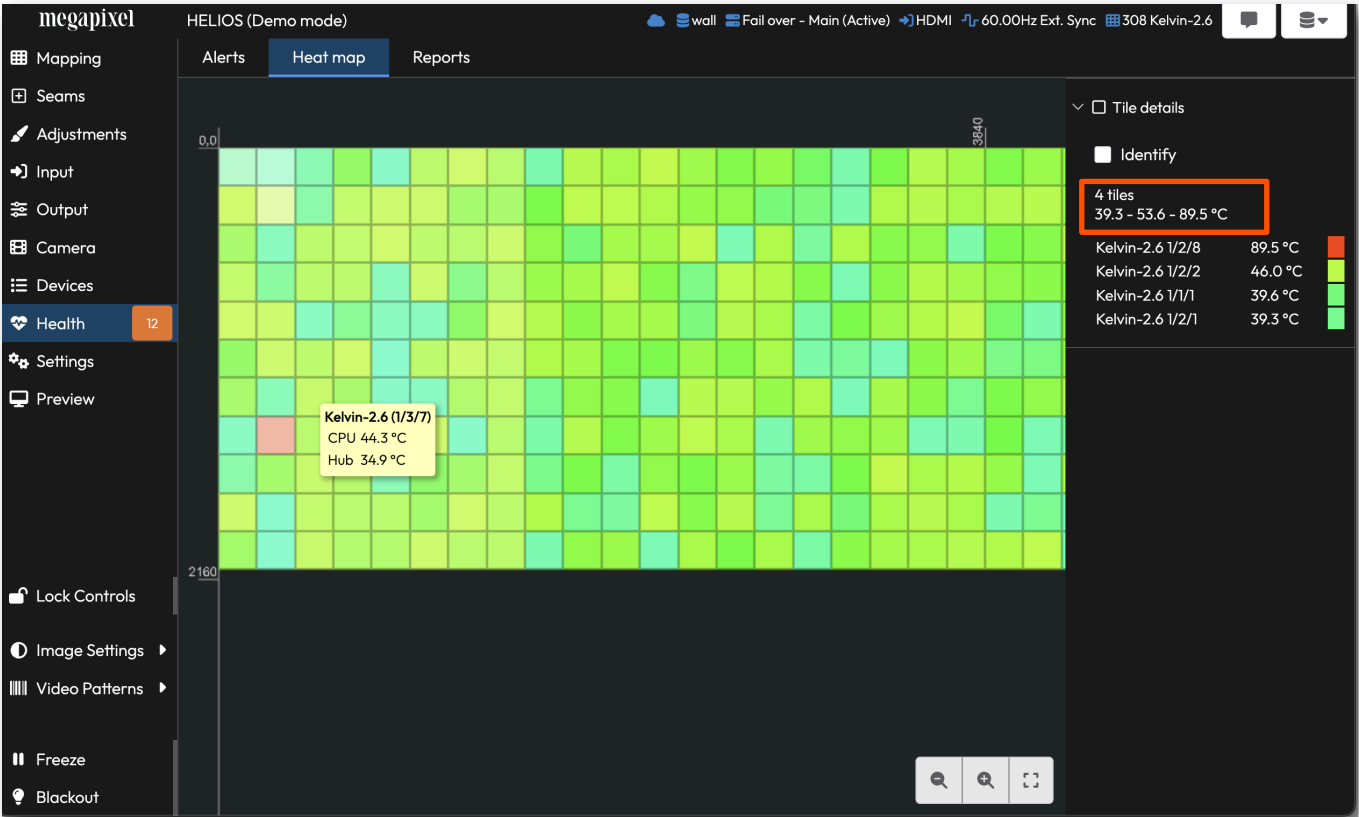 megapixel
HELIOS (Demo mode)
wall
Fail over - Main (Active)
HDMI
60.00Hz Ext. Sync
308 Kelvin-2.6
Mapping
Seams
Adjustments
Input
Output
Camera
Devices
Health
12
Settings
Preview
Lock Controls
Image Settings
Video Patterns
Freeze
Blackout
Alerts
Heat map
Reports
0,0
3840
2160
Kelvin-2.6 (1/3/7)
CPU 44.3 °C
Hub 34.9 °C
Tile details
Identify
4 tiles
39.3 - 53.6 - 89.5 °C
Kelvin-2.6 1/2/8 89.5 °C
Kelvin-2.6 1/2/2 46.0 °C
Kelvin-2.6 1/1/1 39.6 °C
Kelvin-2.6 1/2/1 39.3 °C